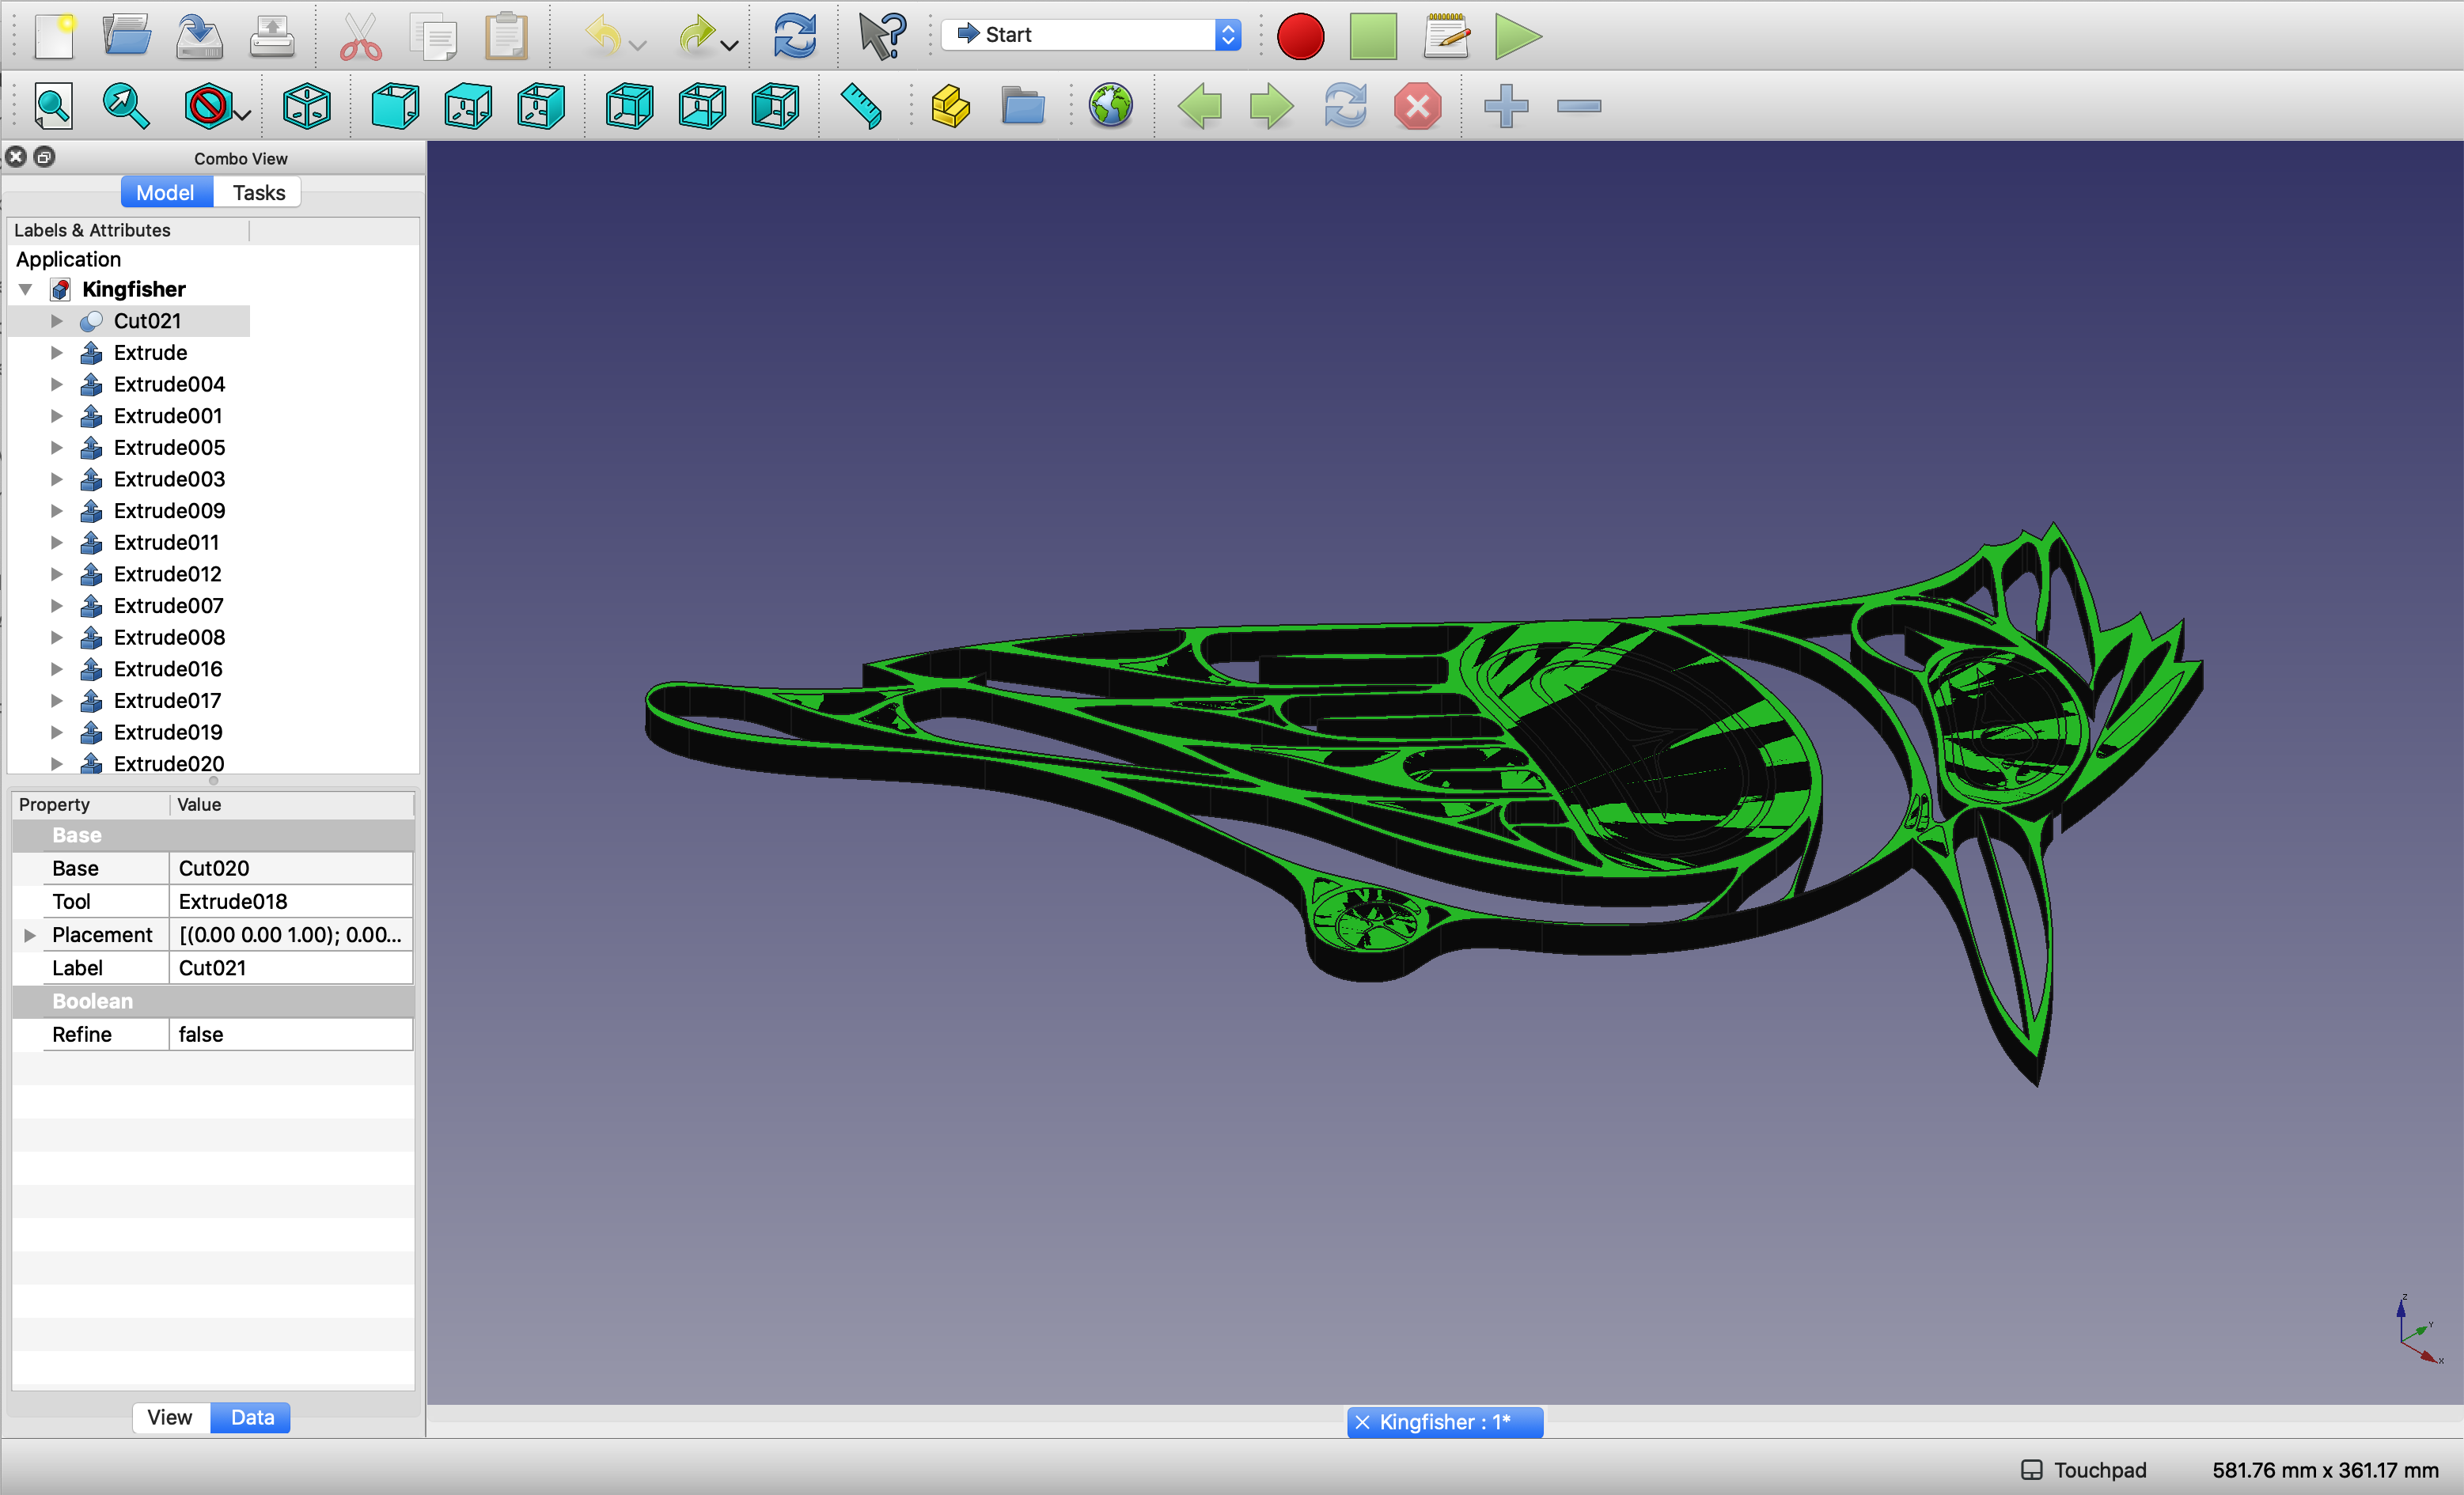 Start
Combo View
Model Tasks
Labels & Attributes
Application
Kingfisher
Cut021
Extrude
Extrude004
Extrude001
Extrude005
Extrude003
Extrude009
Extrude011
Extrude012
Extrude007
Extrude008
Extrude016
Extrude017
Extrude019
Extrude020
Property Value
Base
Base Cut020
Tool Extrude018
Placement [(0.00 0.00 1.00); 0.00...
Label Cut021
Boolean
Refine false
View Data
Z
Y
X
Kingfisher : 1*
Touchpad 581.76 mm x 361.17 mm